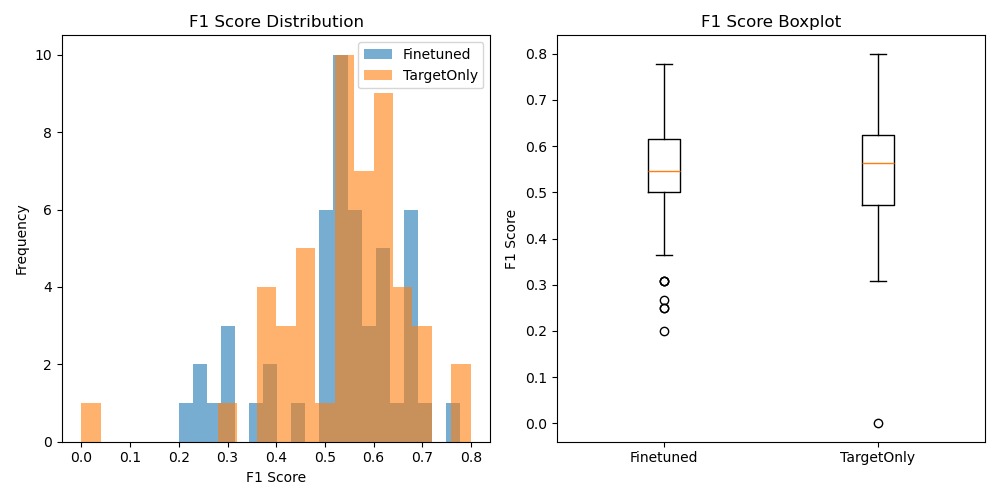 F1 Score Distribution
Finetuned
TargetOnly
Frequency
10
8
6
4
2
0
0.0 0.1 0.2 0.3 0.4 0.5 0.6 0.7 0.8
F1 Score
F1 Score Boxplot
F1 Score
0.8
0.7
0.6
0.5
0.4
0.3
0.2
0.1
0.0
Finetuned TargetOnly